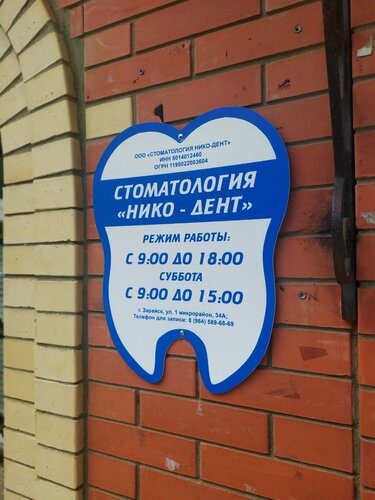 ООО «СТОМАТОЛОГИЯ НИКО-ДЕНТ»
ИНН 5014012460
ОГРН 1195022003604
СТОМАТОЛОГИЯ
«НИКО - ДЕНТ»
РЕЖИМ РАБОТЫ:
С 9:00 ДО 18:00
СУББОТА
С 9:00 ДО 15:00
г. Зарайск, ул. 1 микрорайон, 34А;
Телефон для записи: 8 (964) 589-68-69